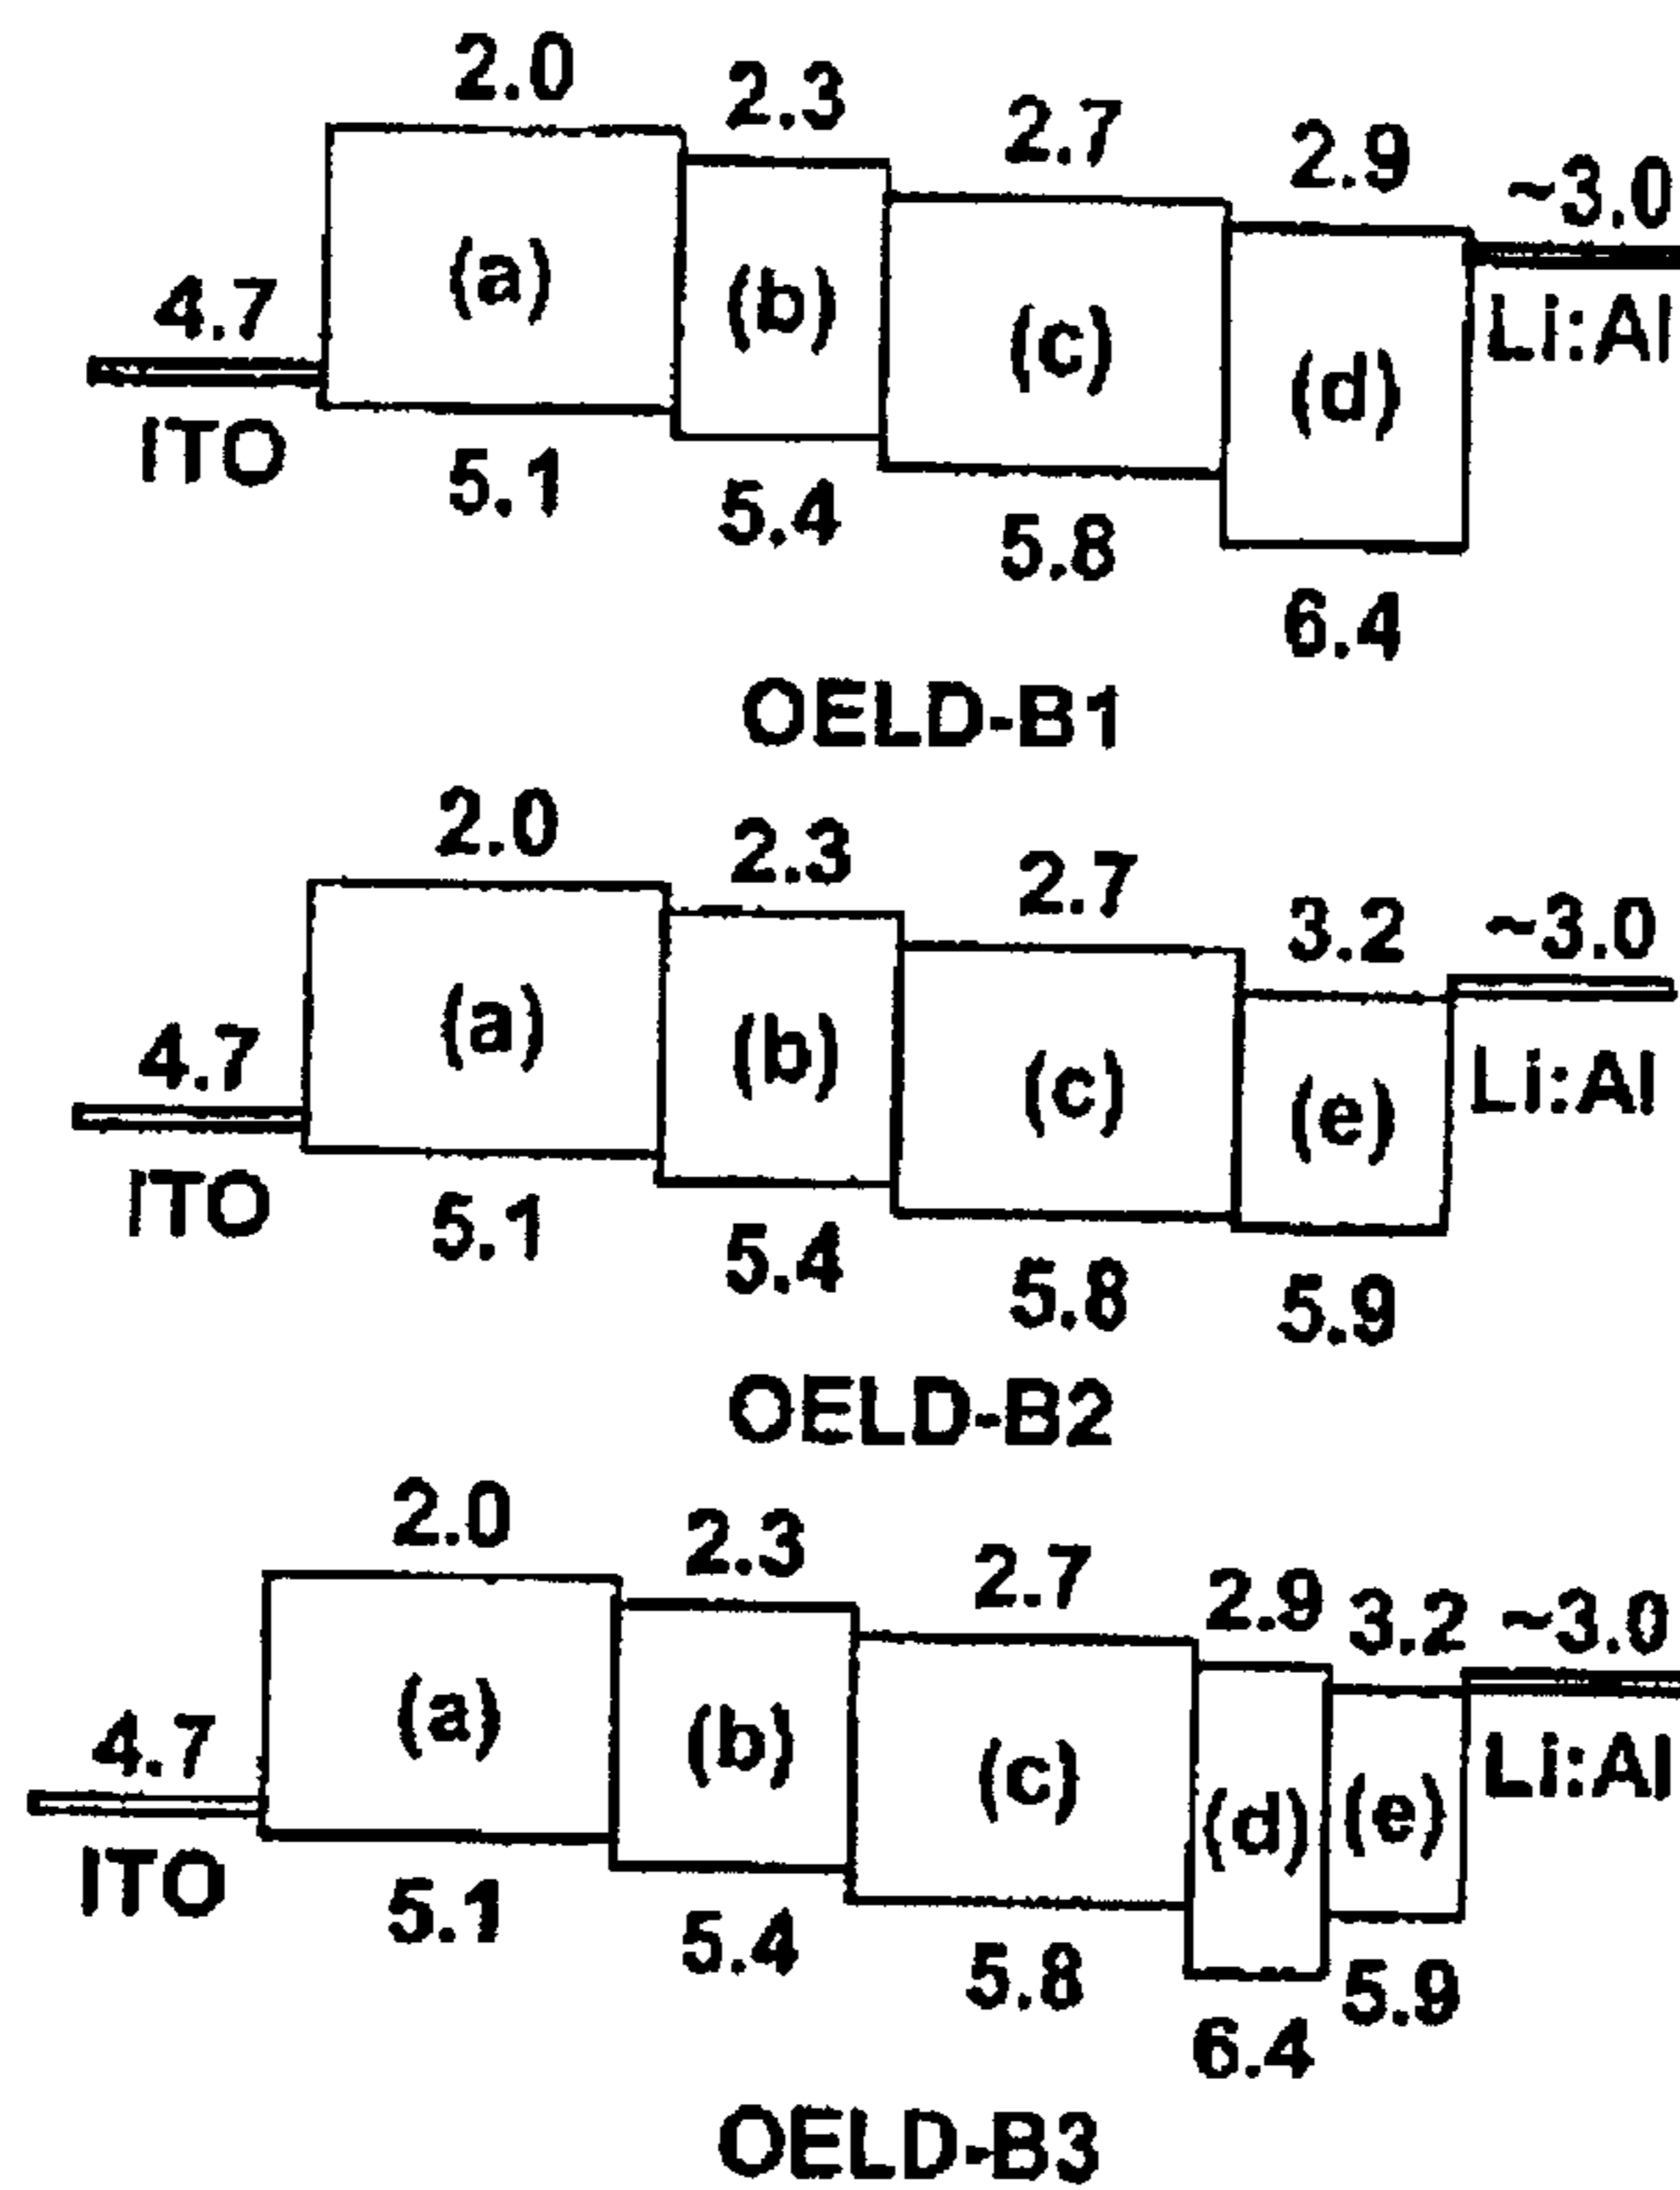 2.0 2.3 2.7 2.9 ~3.0
4.7 (a) (b) (c) (d) Li:Al
ITO 5.1 5.4 5.8 6.4
OELD-B1
2.0 2.3 2.7 3.2 ~3.0
4.7 (a) (b) (c) (e) Li:Al
ITO 5.1 5.4 5.8 5.9
OELD-B2
2.0 2.3 2.7 2.9 3.2 ~3.0
4.7 (a) (b) (c) (d) (e) Li:Al
ITO 5.1 5.4 5.8 6.4 5.9
OELD-B3